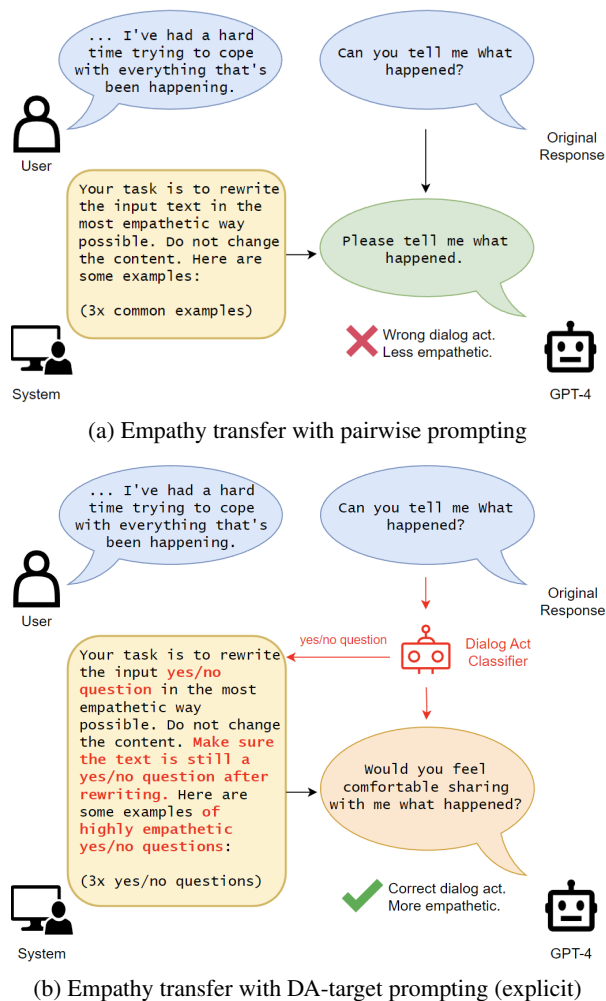 ... I've had a hard
time trying to cope
with everything that's
been happening.
Can you tell me What
happened?
User
Original
Response
Your task is to rewrite
the input text in the
most empathetic way
possible. Do not change
the content. Here are
some examples:
(3x common examples)
Please tell me what
happened.
Wrong dialog act.
Less empathetic.
System
GPT-4
(a) Empathy transfer with pairwise prompting
... I've had a hard
time trying to cope
with everything that's
been happening.
Can you tell me What
happened?
User
Original
Response
yes/no question
Dialog Act
Classifier
Your task is to rewrite
the input yes/no
question in the most
empathetic way
possible. Do not change
the content. Make sure
the text is still a
yes/no question after
rewriting. Here are
some examples of
highly empathetic
yes/no questions:
(3x yes/no questions)
Would you feel
comfortable sharing
with me what happened?
Correct dialog act.
More empathetic.
System
GPT-4
(b) Empathy transfer with DA-target prompting (explicit)